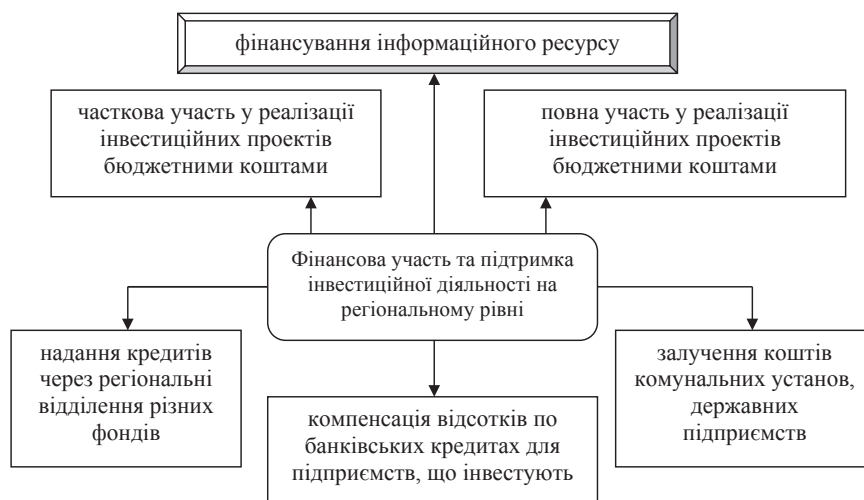 фінансування інформаційного ресурсу
часткова участь у реалізації
інвестиційних проектів
бюджетними коштами
повна участь у реалізації
інвестиційних проектів
бюджетними коштами
Фінансова участь та підтримка
інвестиційної діяльності на
регіональному рівні
надання кредитів
через регіональні
відділення різних
фондів
компенсація відсотків по
банківських кредитах для
підприємств, що інвестують
залучення коштів
комунальних установ,
державних
підприємств